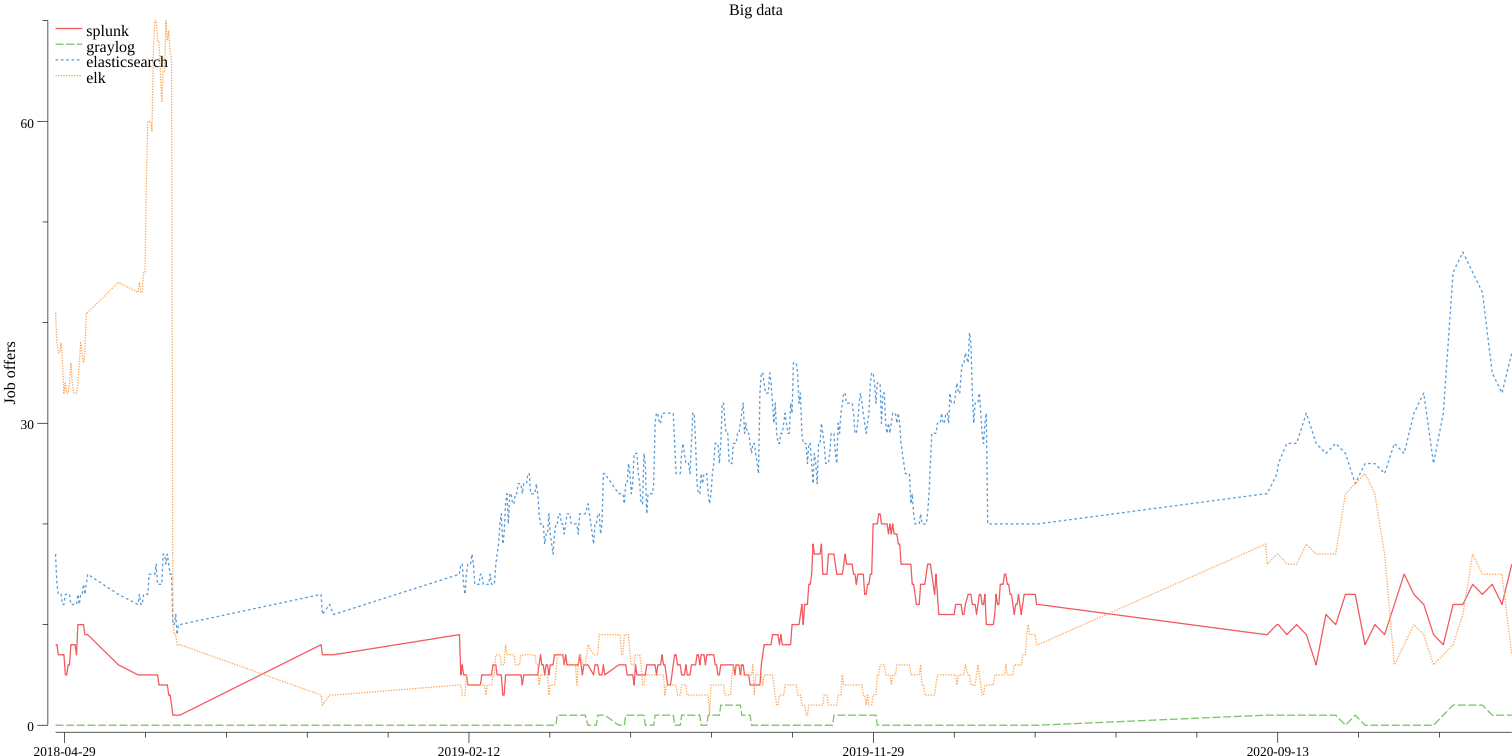 Big data
splunk
graylog
elasticsearch
elk
60
Job offers
30
0
2018-04-29 2019-02-12 2019-11-29 2020-09-13